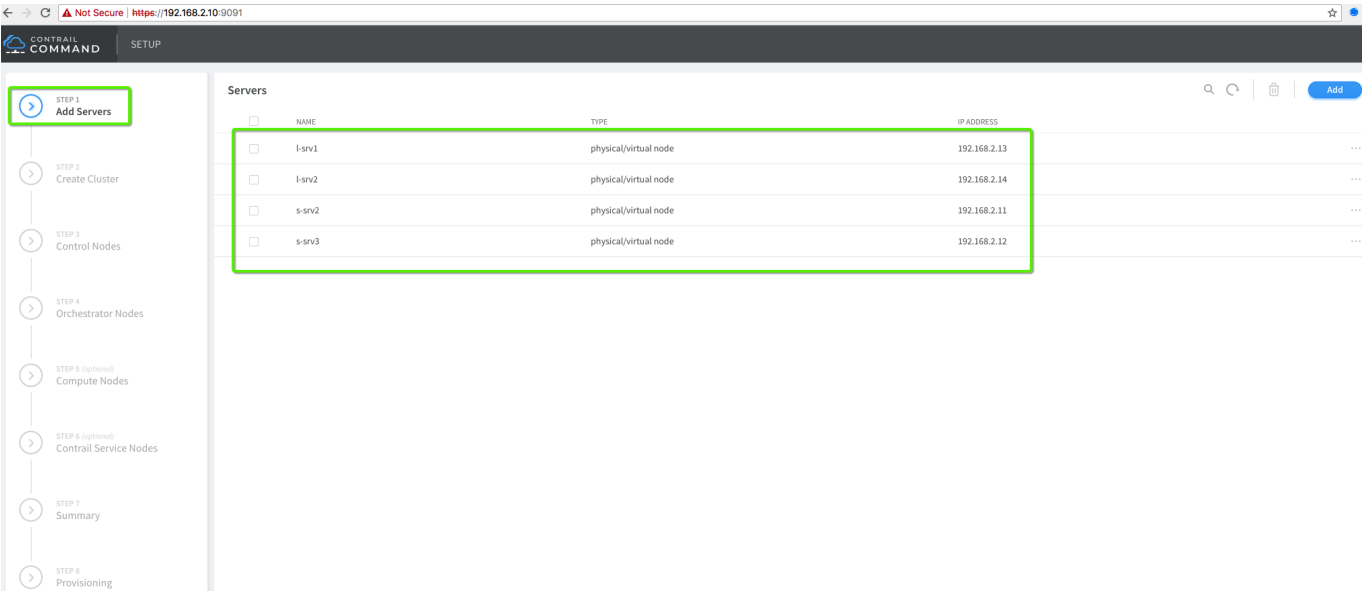 Not Secure | https://192.168.2.10:9091
CONTRAIL
COMMAND
SETUP
STEP 1
Add Servers
STEP 2
Create Cluster
STEP 3
Control Nodes
STEP 4
Orchestrator Nodes
STEP 5 (optional)
Compute Nodes
STEP 6 (optional)
Contrail Service Nodes
STEP 7
Summary
STEP 8
Provisioning
Servers
Add
NAME TYPE IP ADDRESS
l-srv1 physical/virtual node 192.168.2.13 ...
l-srv2 physical/virtual node 192.168.2.14 ...
s-srv2 physical/virtual node 192.168.2.11 ...
s-srv3 physical/virtual node 192.168.2.12 ...